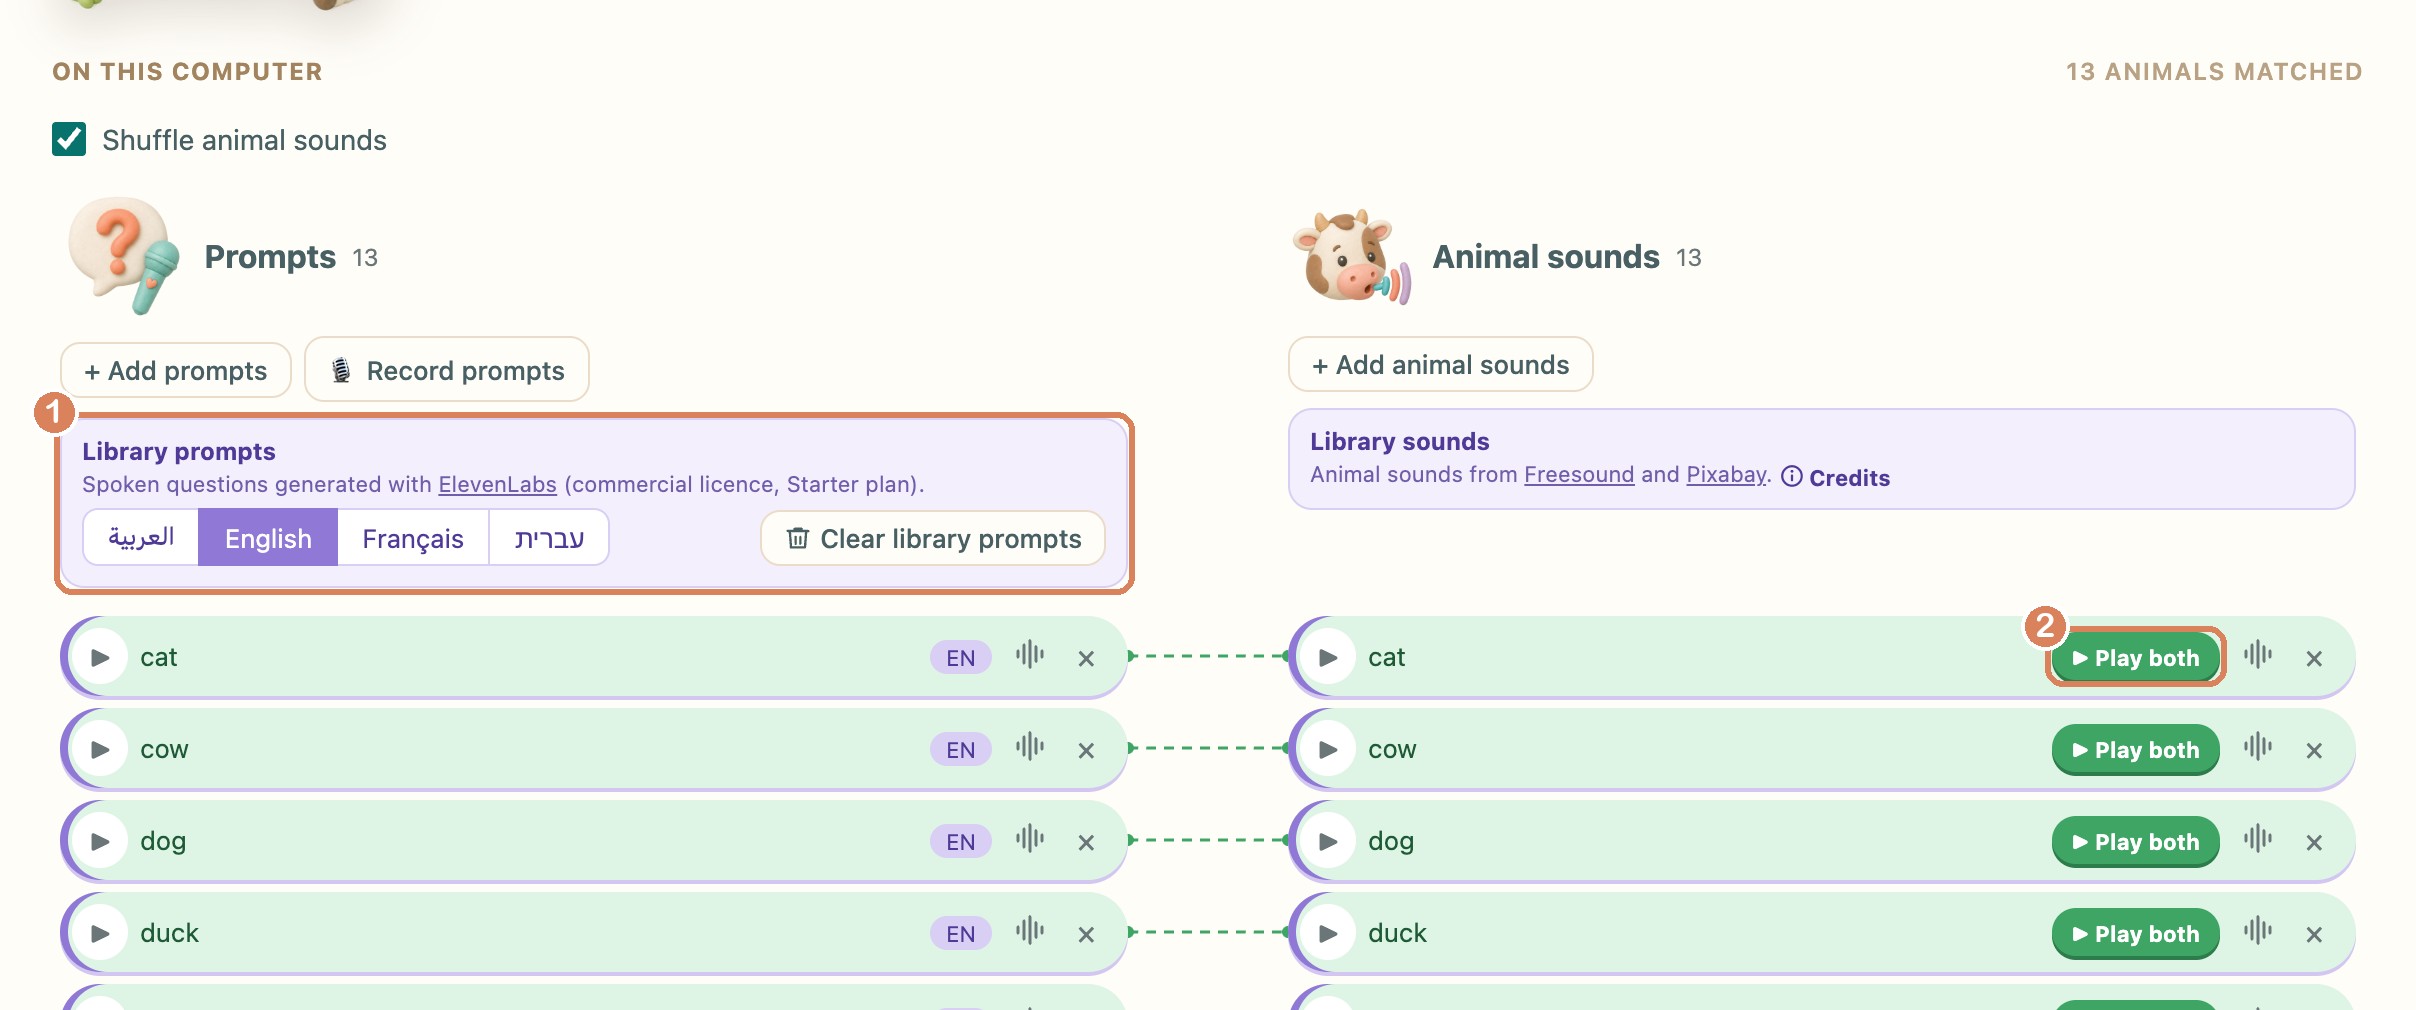 ON THIS COMPUTER
13 ANIMALS MATCHED
Shuffle animal sounds
Prompts 13
+ Add prompts
Record prompts
1
Library prompts
Spoken questions generated with ElevenLabs (commercial licence, Starter plan).
العربية
English
Français
עברית
Clear library prompts
Animal sounds 13
+ Add animal sounds
Library sounds
Animal sounds from Freesound and Pixabay. Credits
2
cat EN
cat Play both
cow EN
cow Play both
dog EN
dog Play both
duck EN
duck Play both